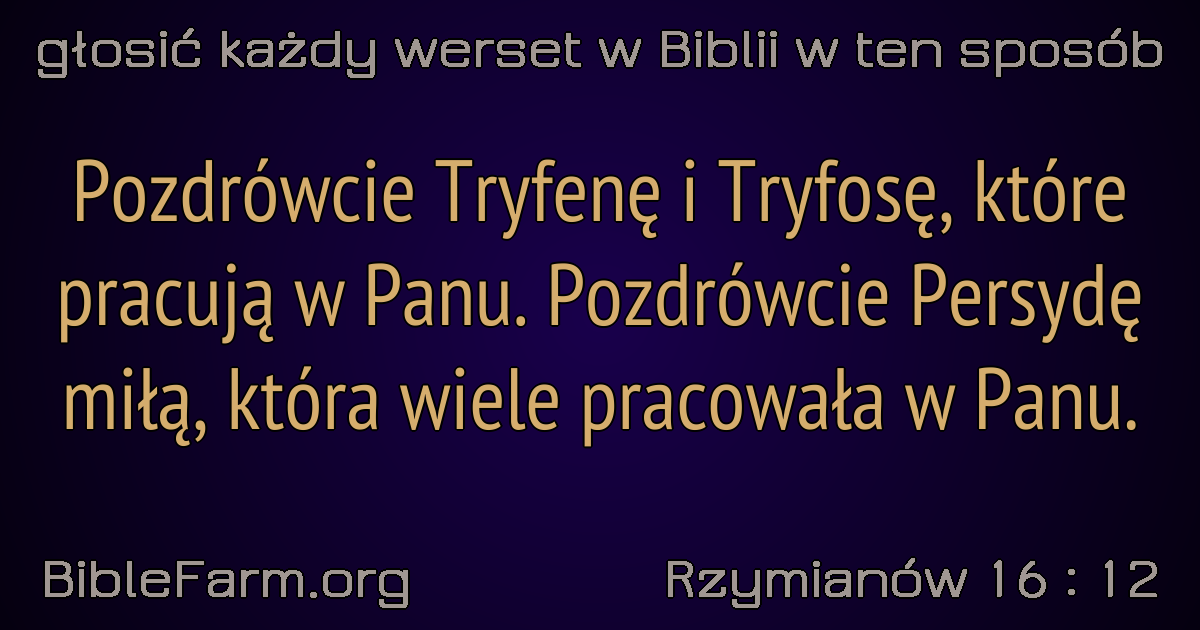 głosić każdy werset w Biblii w ten sposób
Pozdrówcie Tryfenę i Tryfosę, które
pracują w Panu. Pozdrówcie Persydę
miłą, która wiele pracowała w Panu.
BibleFarm.org
Rzymianów 16 : 12